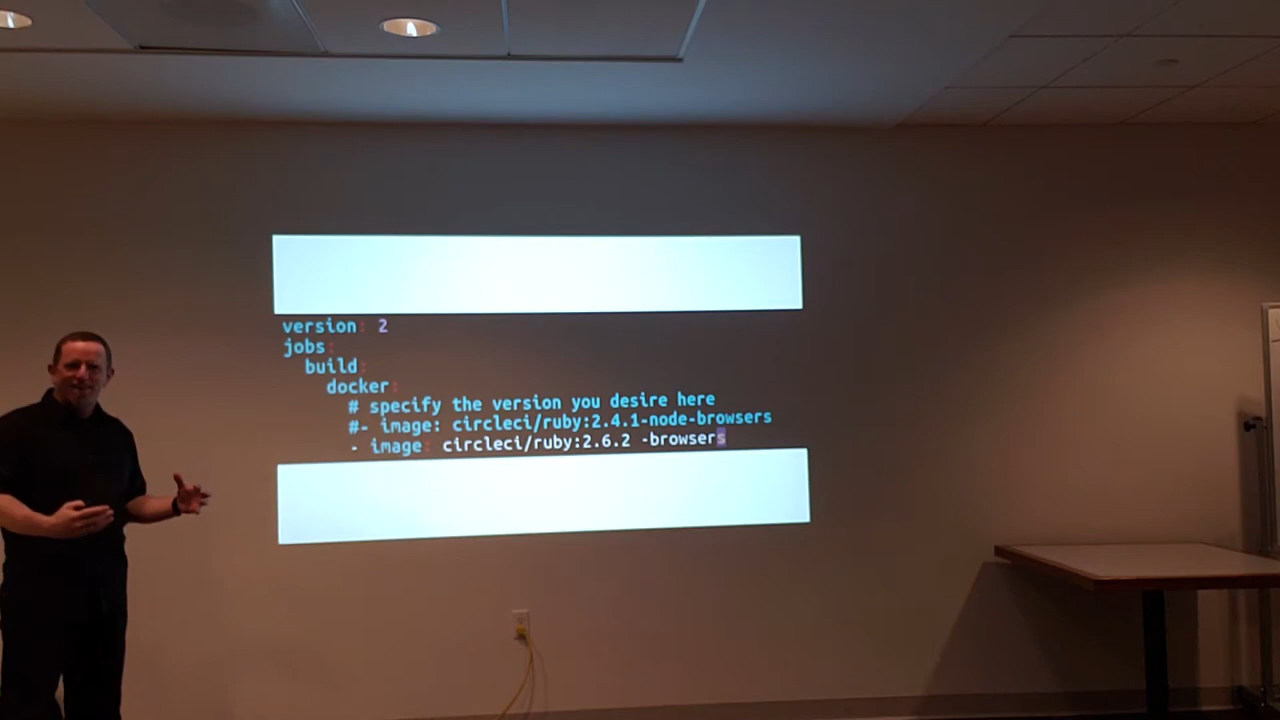 version: 2
jobs:
build:
docker:
# specify the version you desire here
#- image: circleci/ruby:2.4.1-node-browsers
- image: circleci/ruby:2.6.2 -browsers